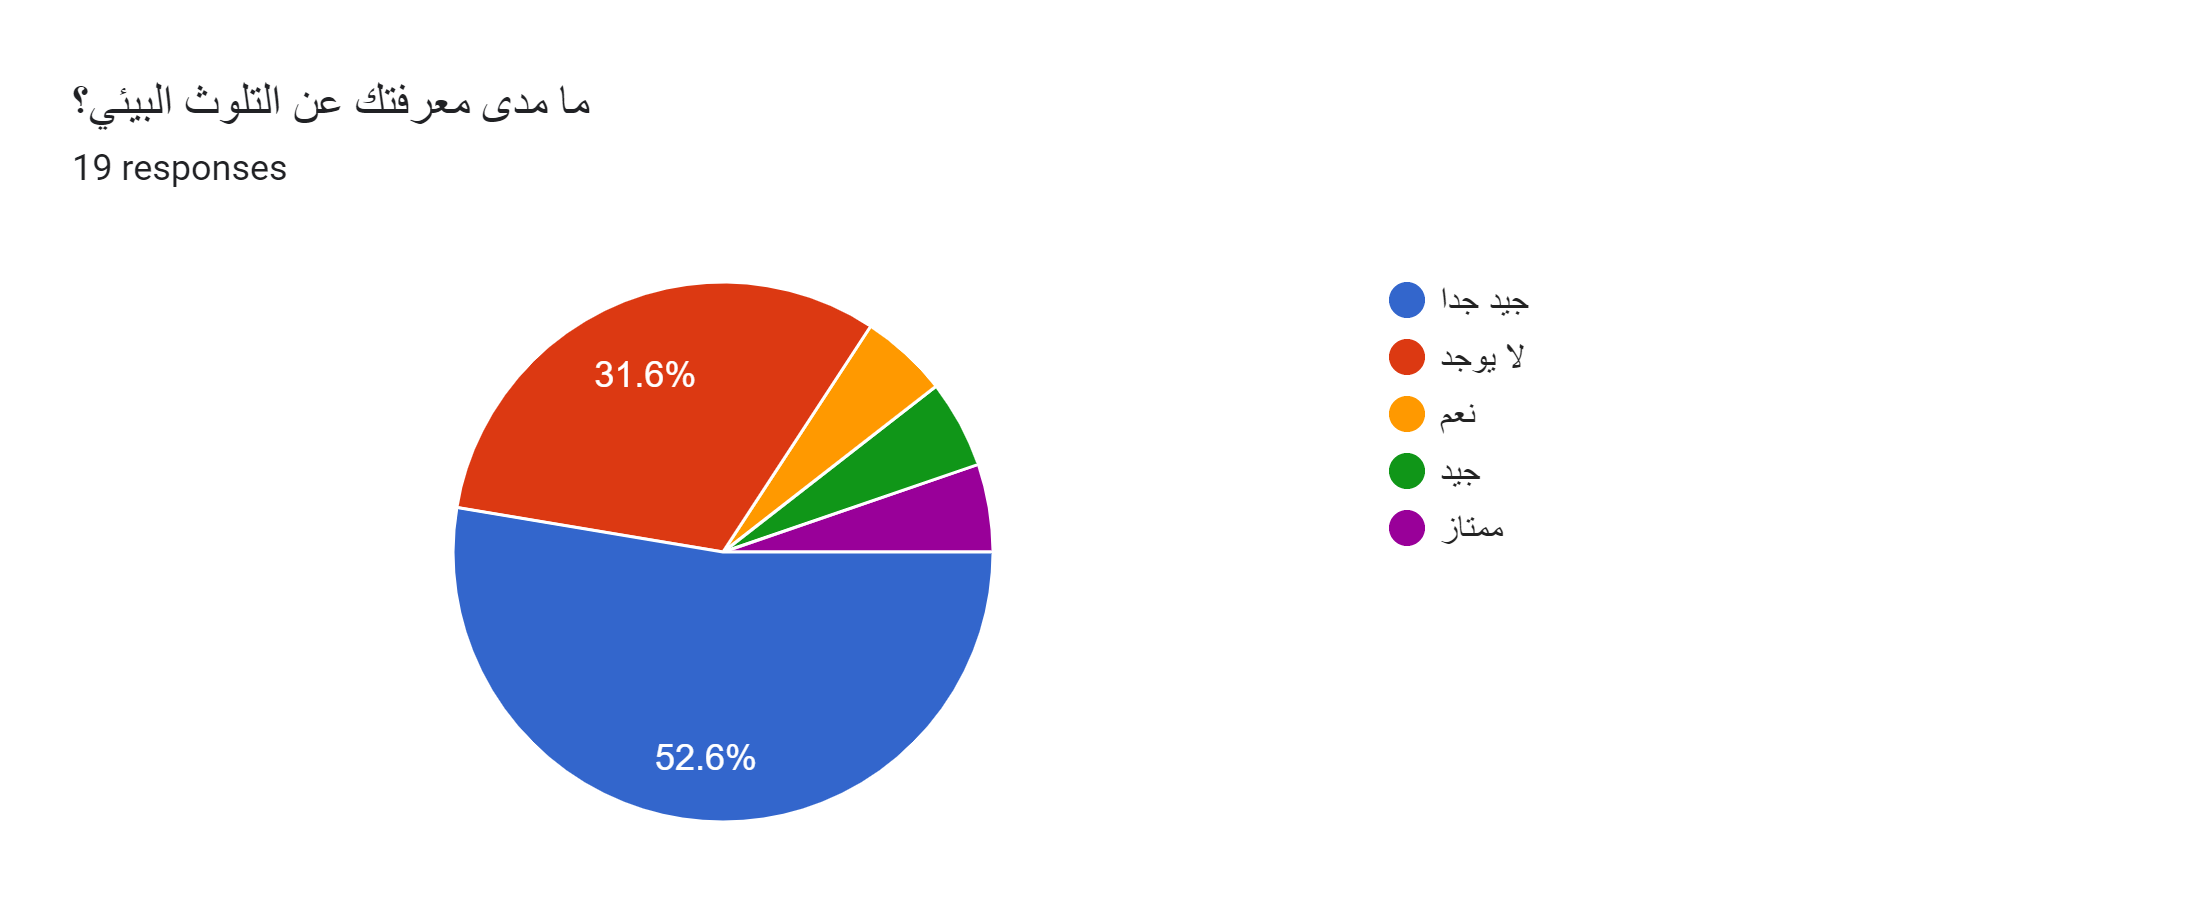 ما مدى معرفتك عن التلوث البيئي؟
19 responses
31.6%
52.6%
جيد جدا
لا يوجد
نعم
جيد
ممتاز